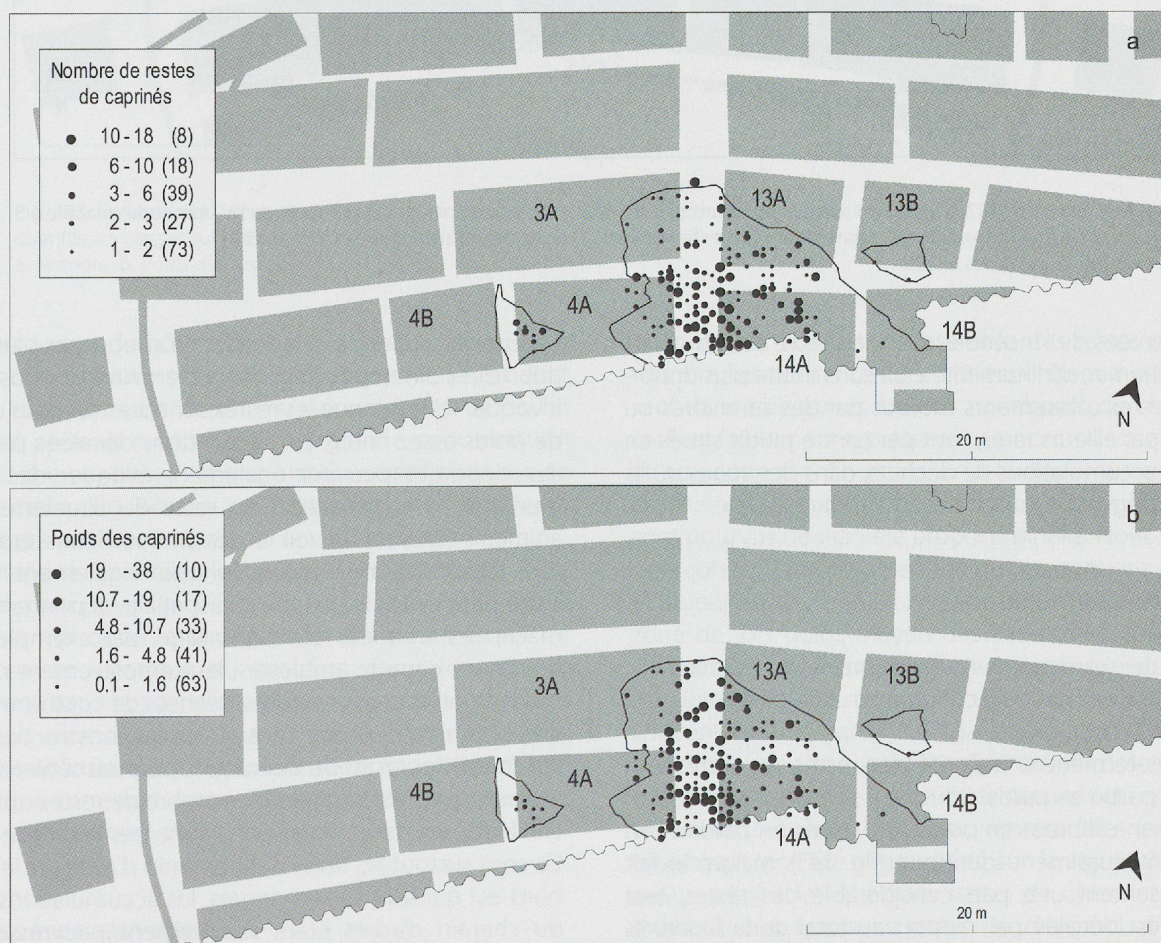 a
Nombre de restes
de caprinés
10 - 18 (8)
6 - 10 (18)
3 - 6 (39)
2 - 3 (27)
1 - 2 (73)
3A
13A
13B
4B
4A
14A
14B
N
20 m
b
Poids des caprinés
19 - 38 (10)
10.7 - 19 (17)
4.8 - 10.7 (33)
1.6 - 4.8 (41)
0.1 - 1.6 (63)
3A
13A
13B
4B
4A
14A
14B
N
20 m